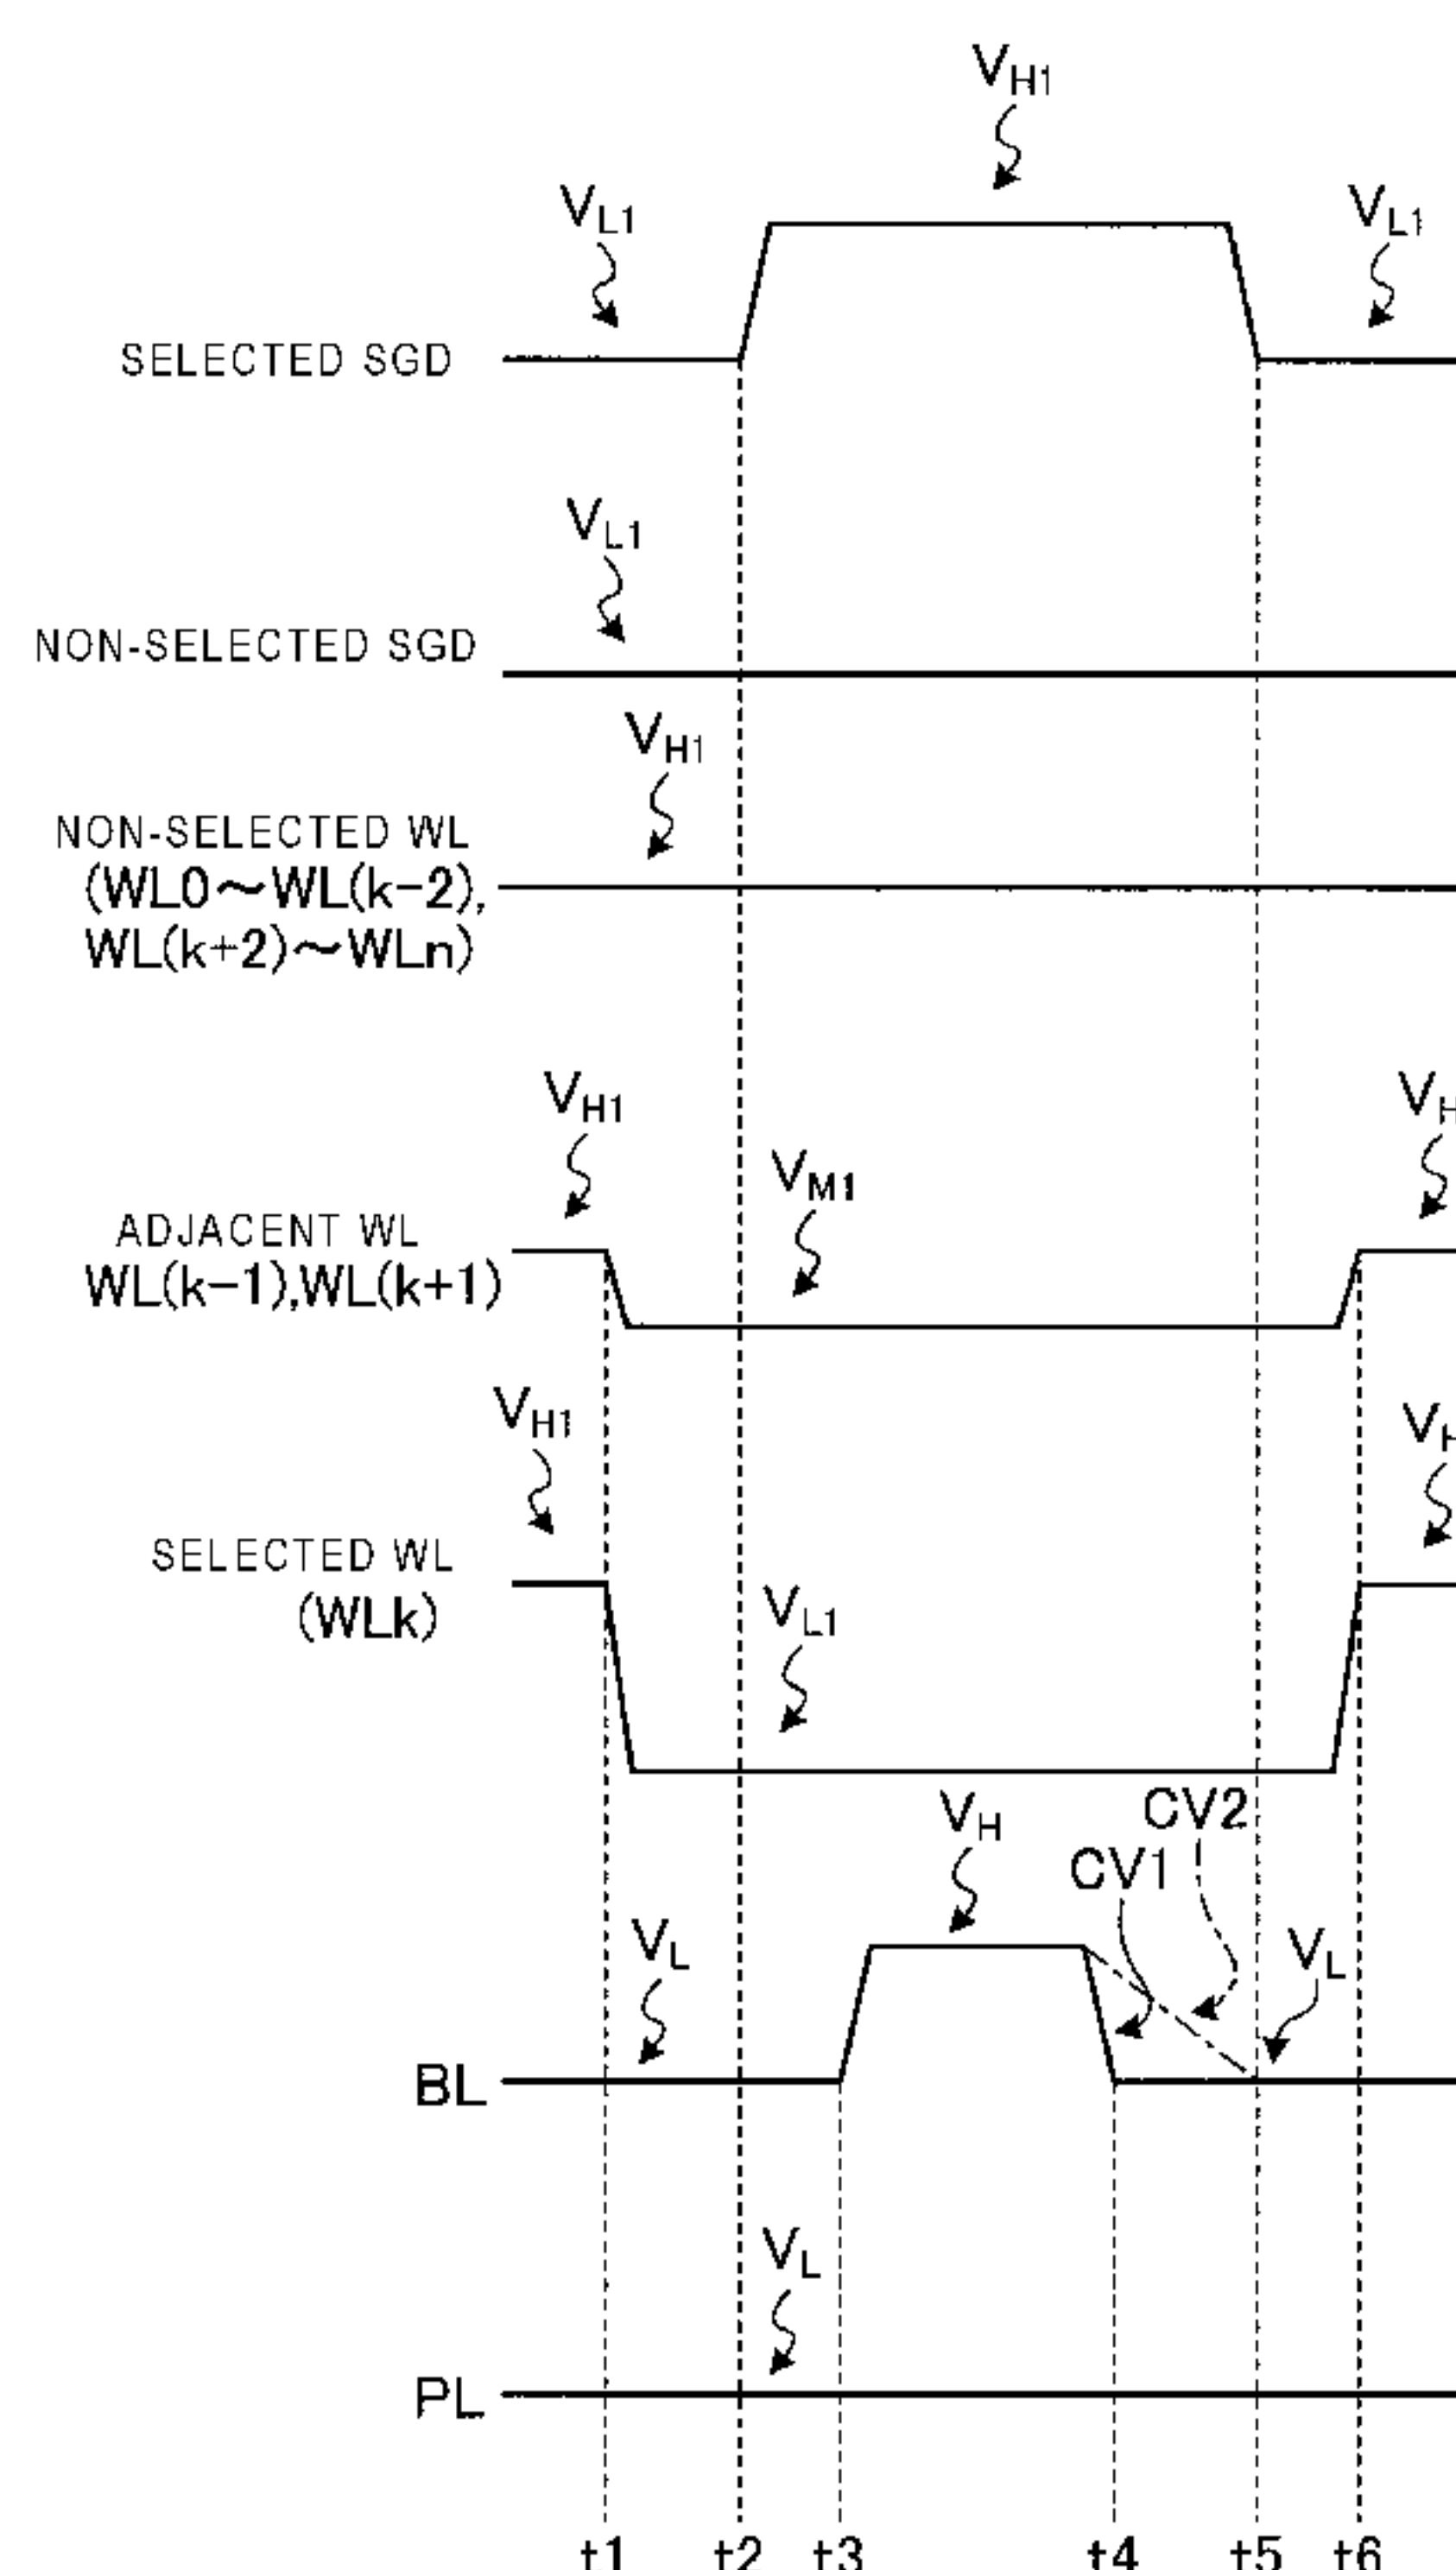 VH1
VL1
VL1
SELECTED SGD
VL1
NON-SELECTED SGD
VH1
NON-SELECTED WL
(WL0～WL(k-2),
WL(k+2)～WLn)
VH1
VH
VM1
ADJACENT WL
WL(k-1),WL(k+1)
VH1
VH
SELECTED WL
(WLk)
VL1
VH
CV2
CV1
VL
VL
BL
VL
PL
t1 t2 t3 t4 t5 t6